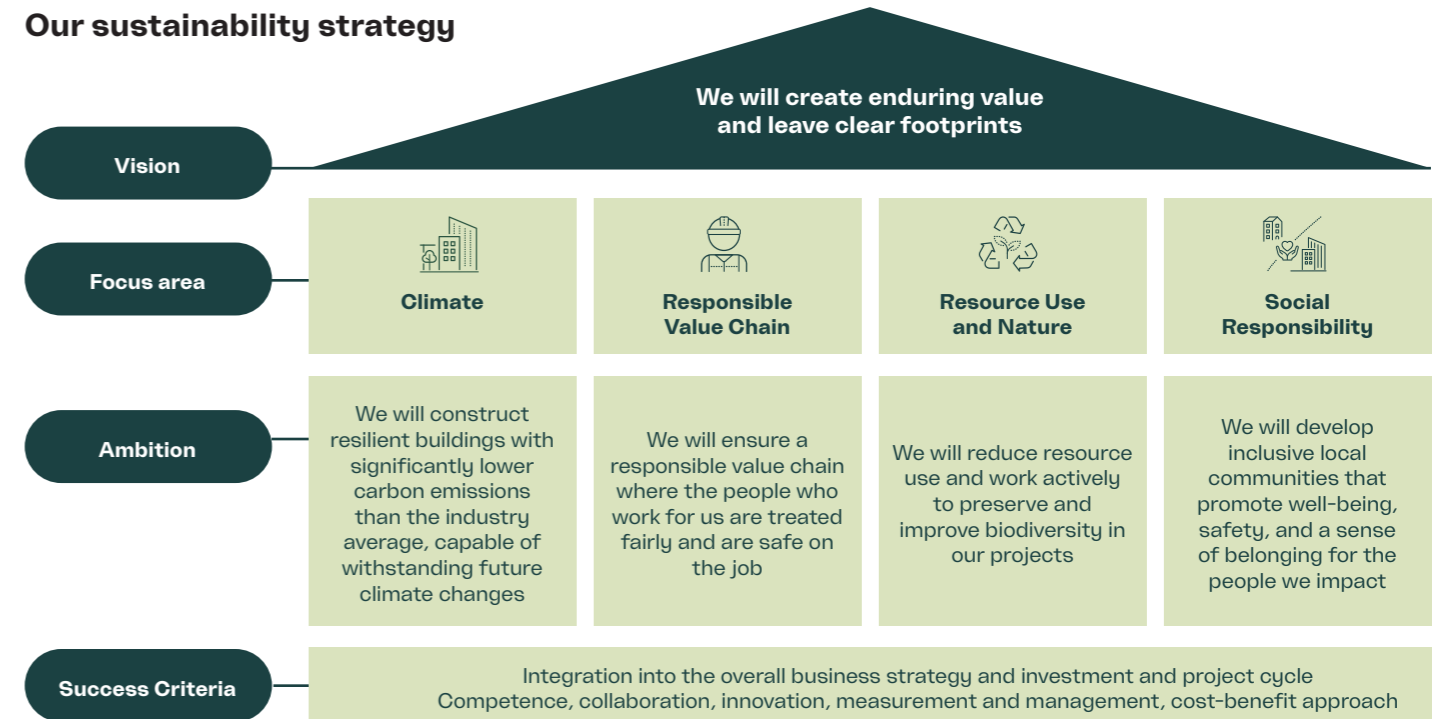 Our sustainability strategy
We will create enduring value
and leave clear footprints
Vision
Focus area
Climate
Responsible
Value Chain
Resource Use
and Nature
Social
Responsibility
Ambition
We will construct
resilient buildings with
significantly lower
carbon emissions
than the industry
average, capable of
withstanding future
climate changes
We will ensure a
responsible value chain
where the people who
work for us are treated
fairly and are safe on
the job
We will reduce resource
use and work actively
to preserve and
improve biodiversity in
our projects
We will develop
inclusive local
communities that
promote well-being,
safety, and a sense
of belonging for the
people we impact
Success Criteria
Integration into the overall business strategy and investment and project cycle
Competence, collaboration, innovation, measurement and management, cost-benefit approach